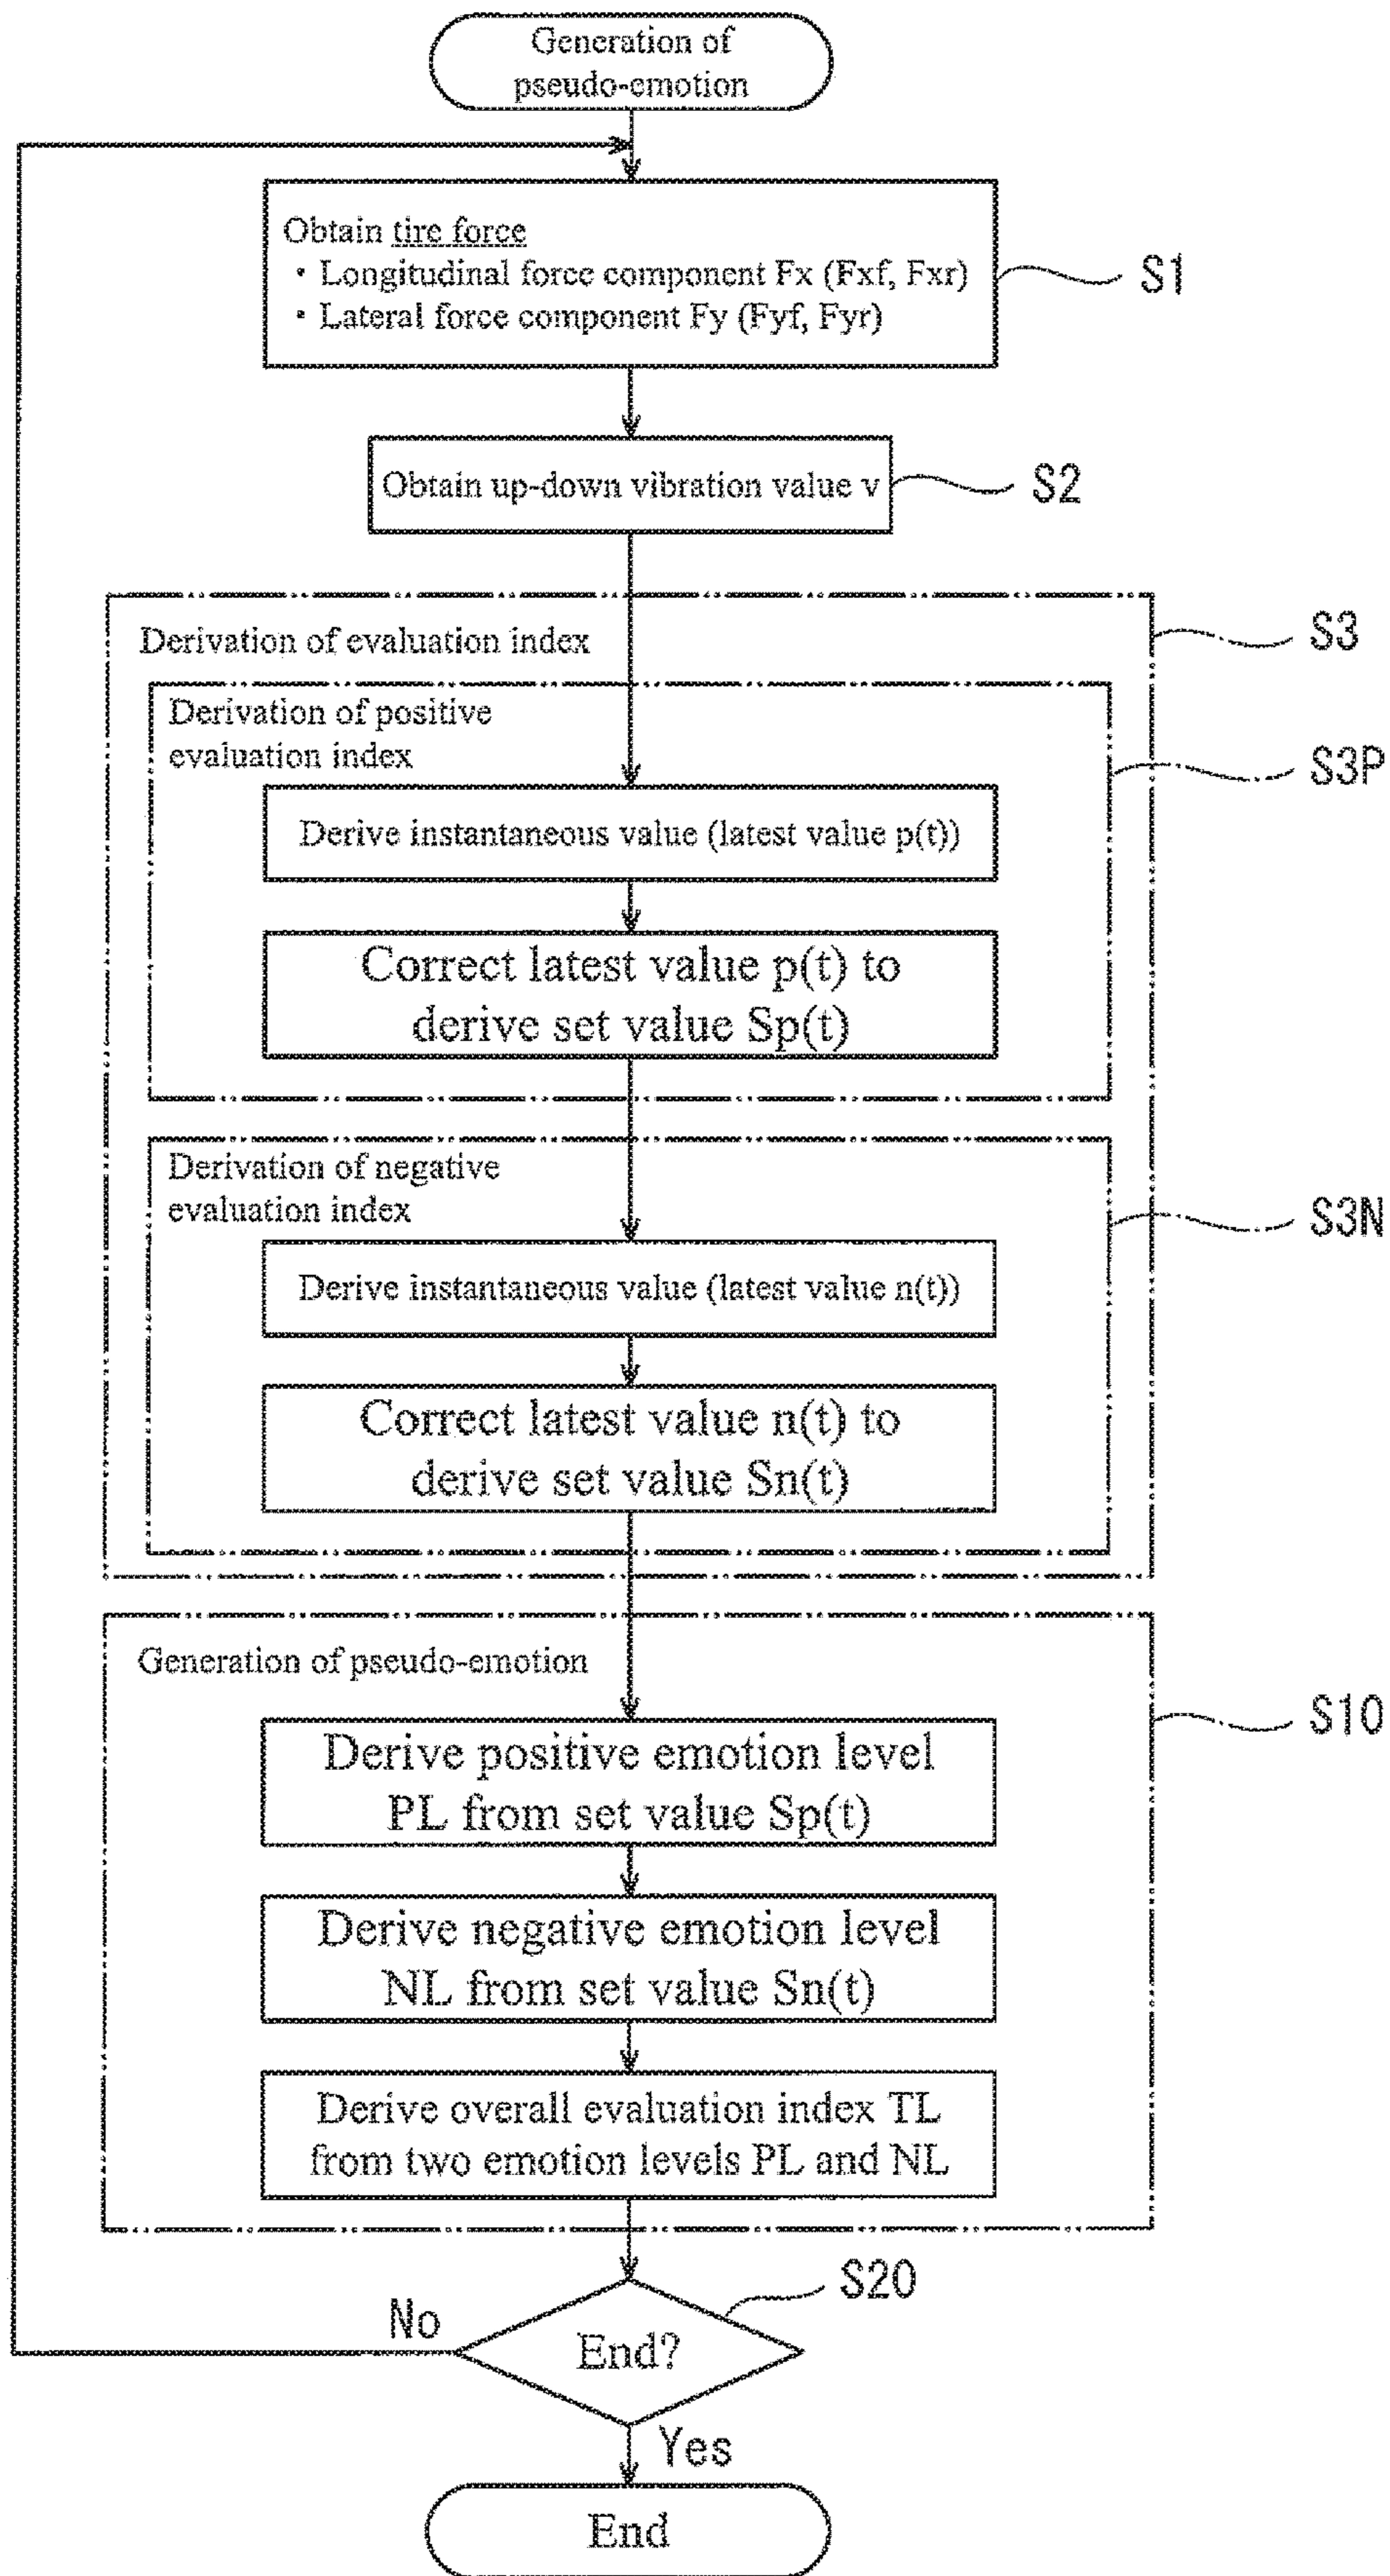 Generation of
pseudo-emotion
Obtain tire force
・Longitudinal force component Fx (Fxf, Fxr)
・Lateral force component Fy (Fyf, Fyr)
S1
Obtain up-down vibration value v
S2
Derivation of evaluation index
S3
Derivation of positive
evaluation index
S3P
Derive instantaneous value (latest value p(t))
Correct latest value p(t) to
derive set value Sp(t)
Derivation of negative
evaluation index
S3N
Derive instantaneous value (latest value n(t))
Correct latest value n(t) to
derive set value Sn(t)
Generation of pseudo-emotion
S10
Derive positive emotion level
PL from set value Sp(t)
Derive negative emotion level
NL from set value Sn(t)
Derive overall evaluation index TL
from two emotion levels PL and NL
S20
No
End?
Yes
End